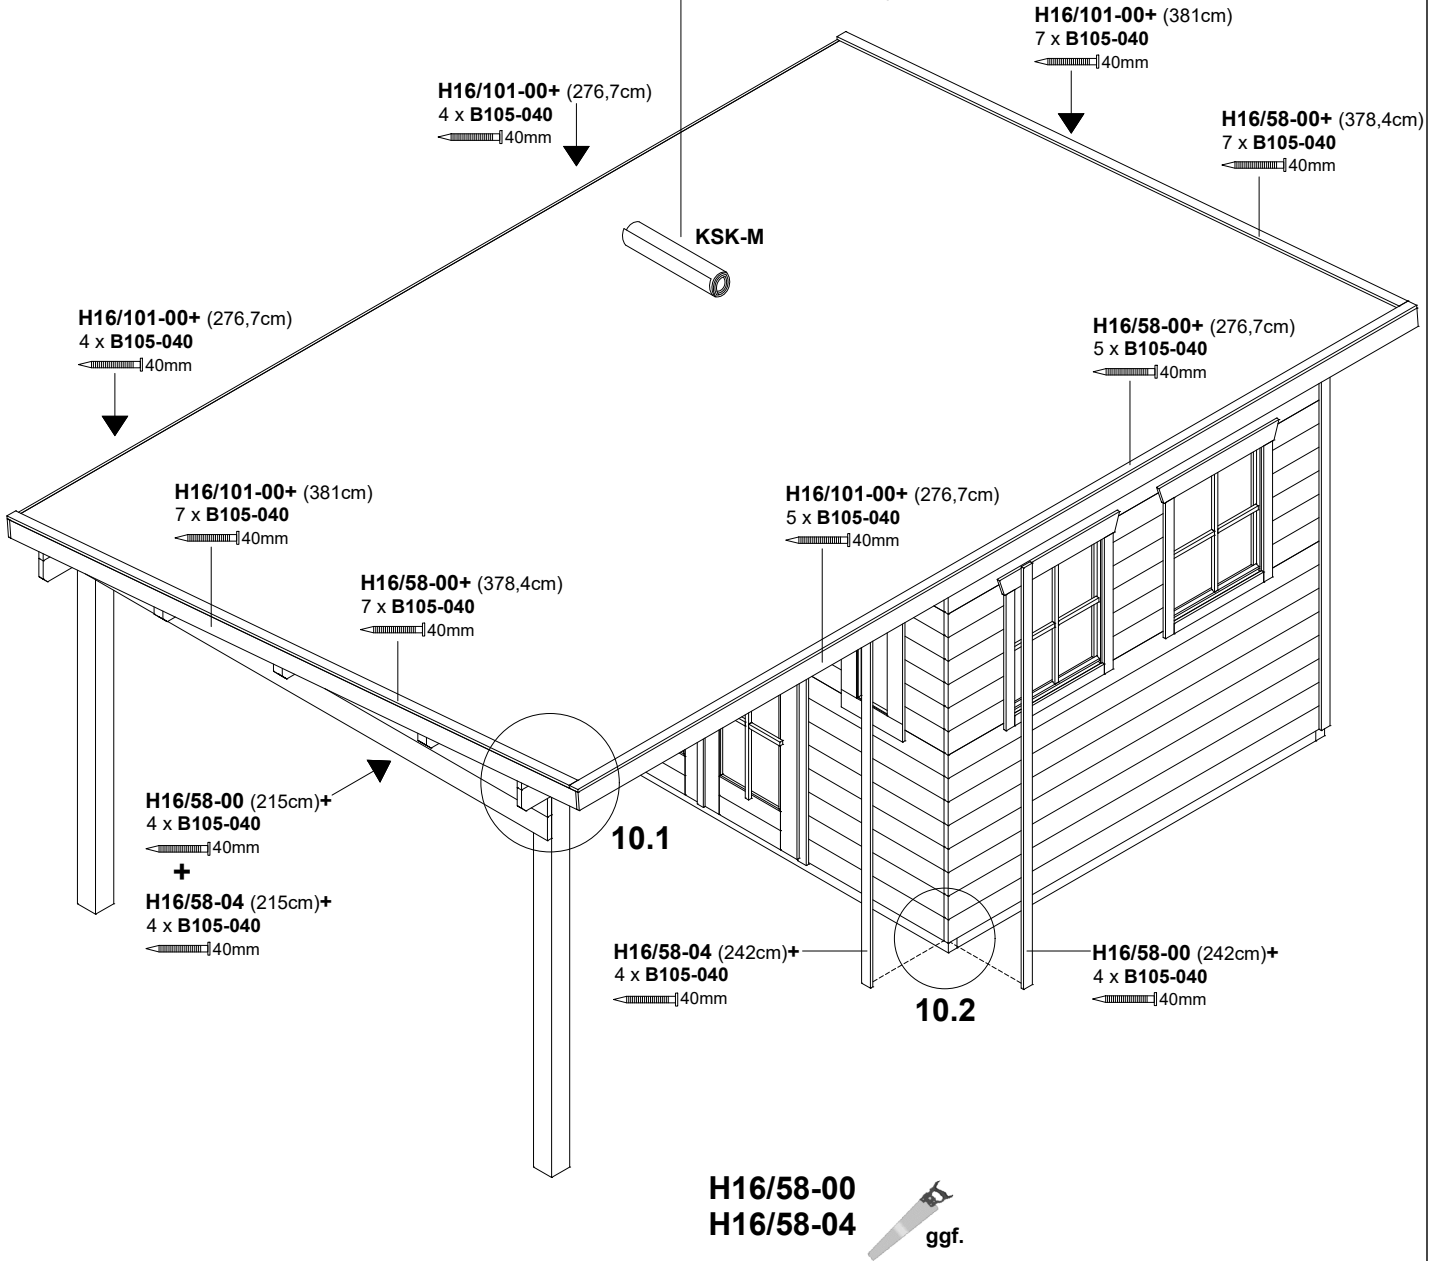 H16/101-00+ (381cm)
7 x B105-040
40mm
H16/101-00+ (276,7cm)
4 x B105-040
40mm
H16/58-00+ (378,4cm)
7 x B105-040
40mm
KSK-M
H16/101-00+ (276,7cm)
4 x B105-040
40mm
H16/58-00+ (276,7cm)
5 x B105-040
40mm
H16/101-00+ (381cm)
7 x B105-040
40mm
H16/101-00+ (276,7cm)
5 x B105-040
40mm
H16/58-00+ (378,4cm)
7 x B105-040
40mm
H16/58-00 (215cm)+
4 x B105-040
40mm
+
H16/58-04 (215cm)+
4 x B105-040
40mm
10.1
H16/58-04 (242cm)+
4 x B105-040
40mm
10.2
H16/58-00 (242cm)+
4 x B105-040
40mm
H16/58-00
H16/58-04
ggf.